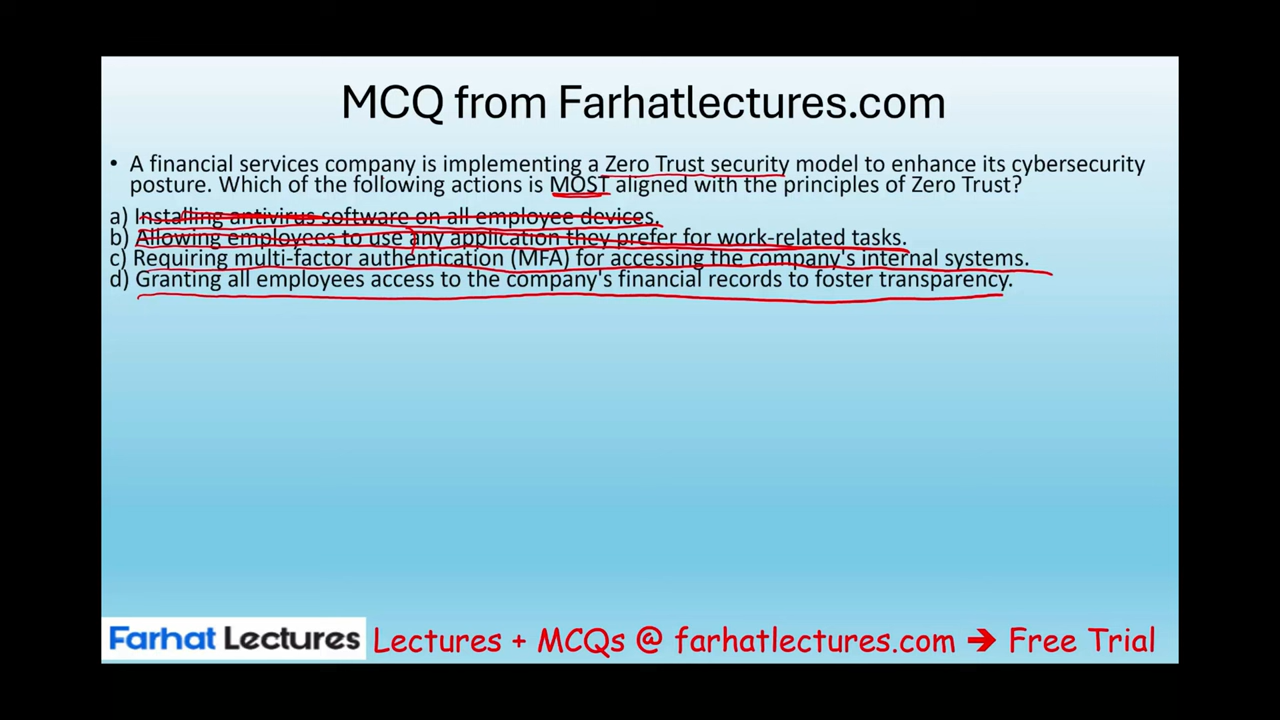 MCQ from Farhatlectures.com
• A financial services company is implementing a Zero Trust security model to enhance its cybersecurity
posture. Which of the following actions is MOST aligned with the principles of Zero Trust?
a) Installing antivirus software on all employee devices.
b) Allowing employees to use any application they prefer for work-related tasks.
c) Requiring multi-factor authentication (MFA) for accessing the company's internal systems.
d) Granting all employees access to the company's financial records to foster transparency.
Farhat Lectures Lectures + MCQs @ farhatlectures.com ➔ Free Trial